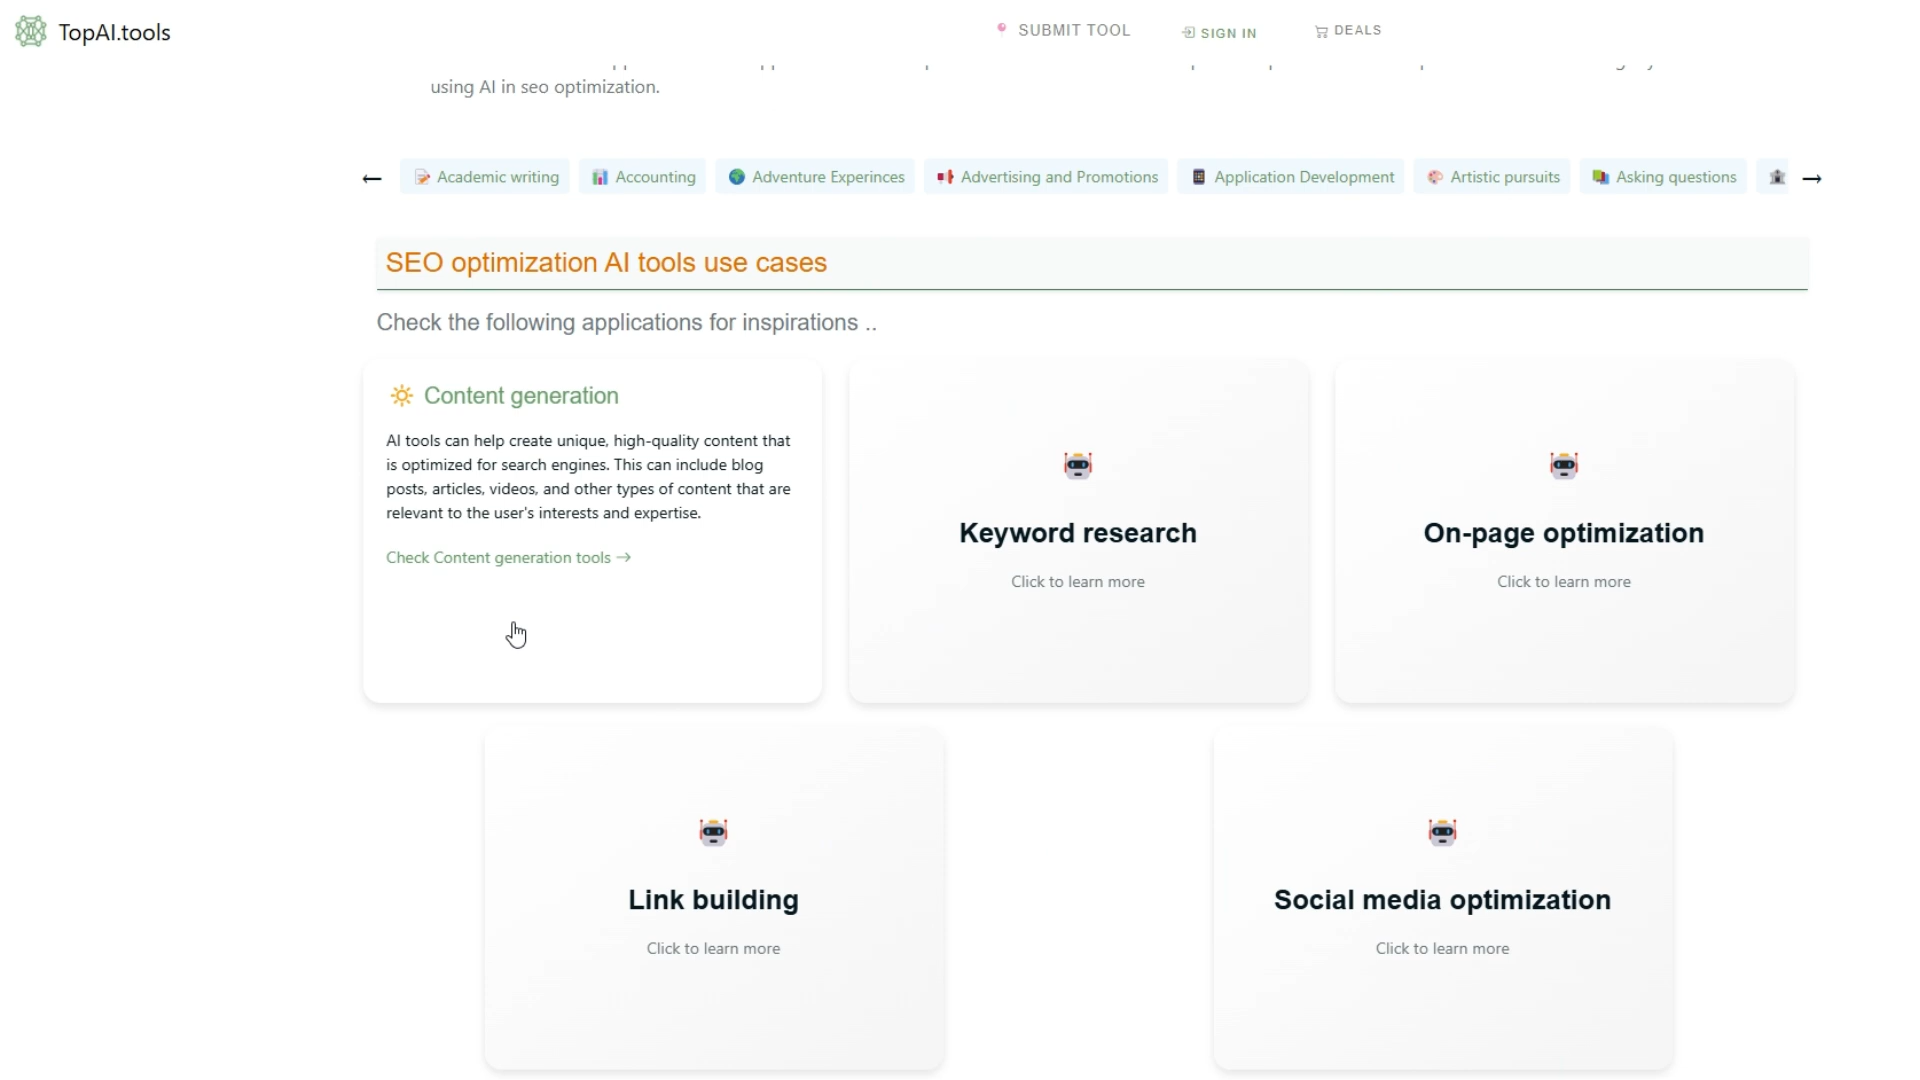 TopAI.tools
SUBMIT TOOL
SIGN IN
DEALS
using AI in seo optimization.
Academic writing
Accounting
Adventure Experinces
Advertising and Promotions
Application Development
Artistic pursuits
Asking questions
SEO optimization AI tools use cases
Check the following applications for inspirations ..
Content generation
AI tools can help create unique, high-quality content that
is optimized for search engines. This can include blog
posts, articles, videos, and other types of content that are
relevant to the user's interests and expertise.
Check Content generation tools →
Keyword research
Click to learn more
On-page optimization
Click to learn more
Link building
Click to learn more
Social media optimization
Click to learn more